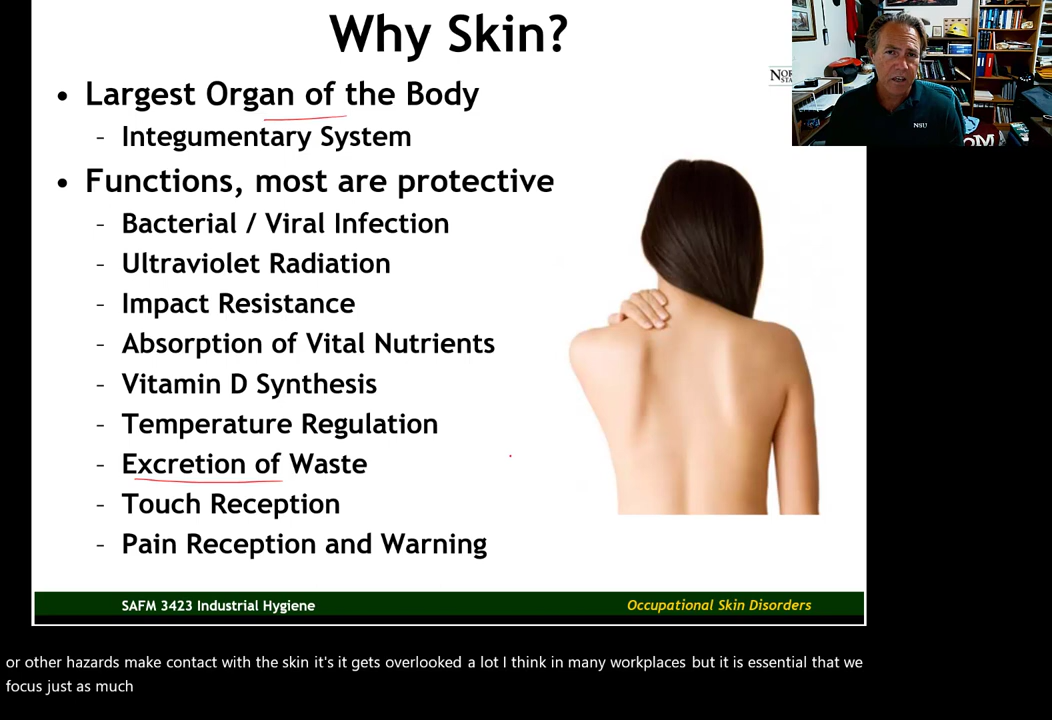 Why Skin?
• Largest Organ of the Body
- Integumentary System
• Functions, most are protective
- Bacterial / Viral Infection
- Ultraviolet Radiation
- Impact Resistance
- Absorption of Vital Nutrients
- Vitamin D Synthesis
- Temperature Regulation
- Excretion of Waste
- Touch Reception
- Pain Reception and Warning
NSU
SAFM 3423 Industrial Hygiene
Occupational Skin Disorders
or other hazards make contact with the skin it's it gets overlooked a lot I think in many workplaces but it is essential that we
focus just as much